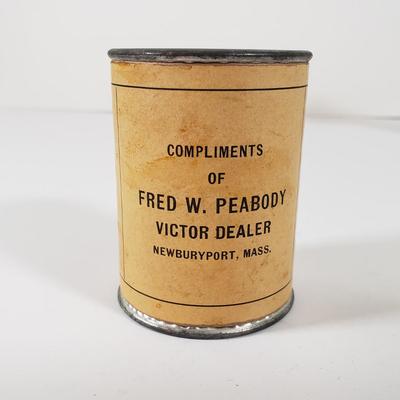 COMPLIMENTS
OF
FRED W. PEABODY
VICTOR DEALER
NEWBURYPORT, MASS.